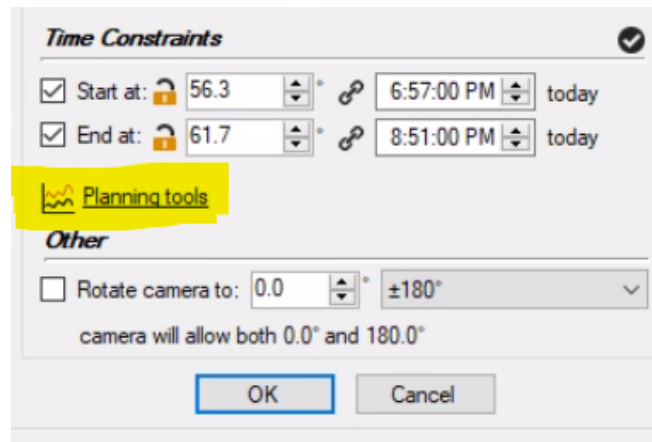 Time Constraints
Start at: 56.3 ° 6:57:00 PM today
End at: 61.7 ° 8:51:00 PM today
Planning tools
Other
Rotate camera to: 0.0 ° ±180°
camera will allow both 0.0° and 180.0°
OK Cancel